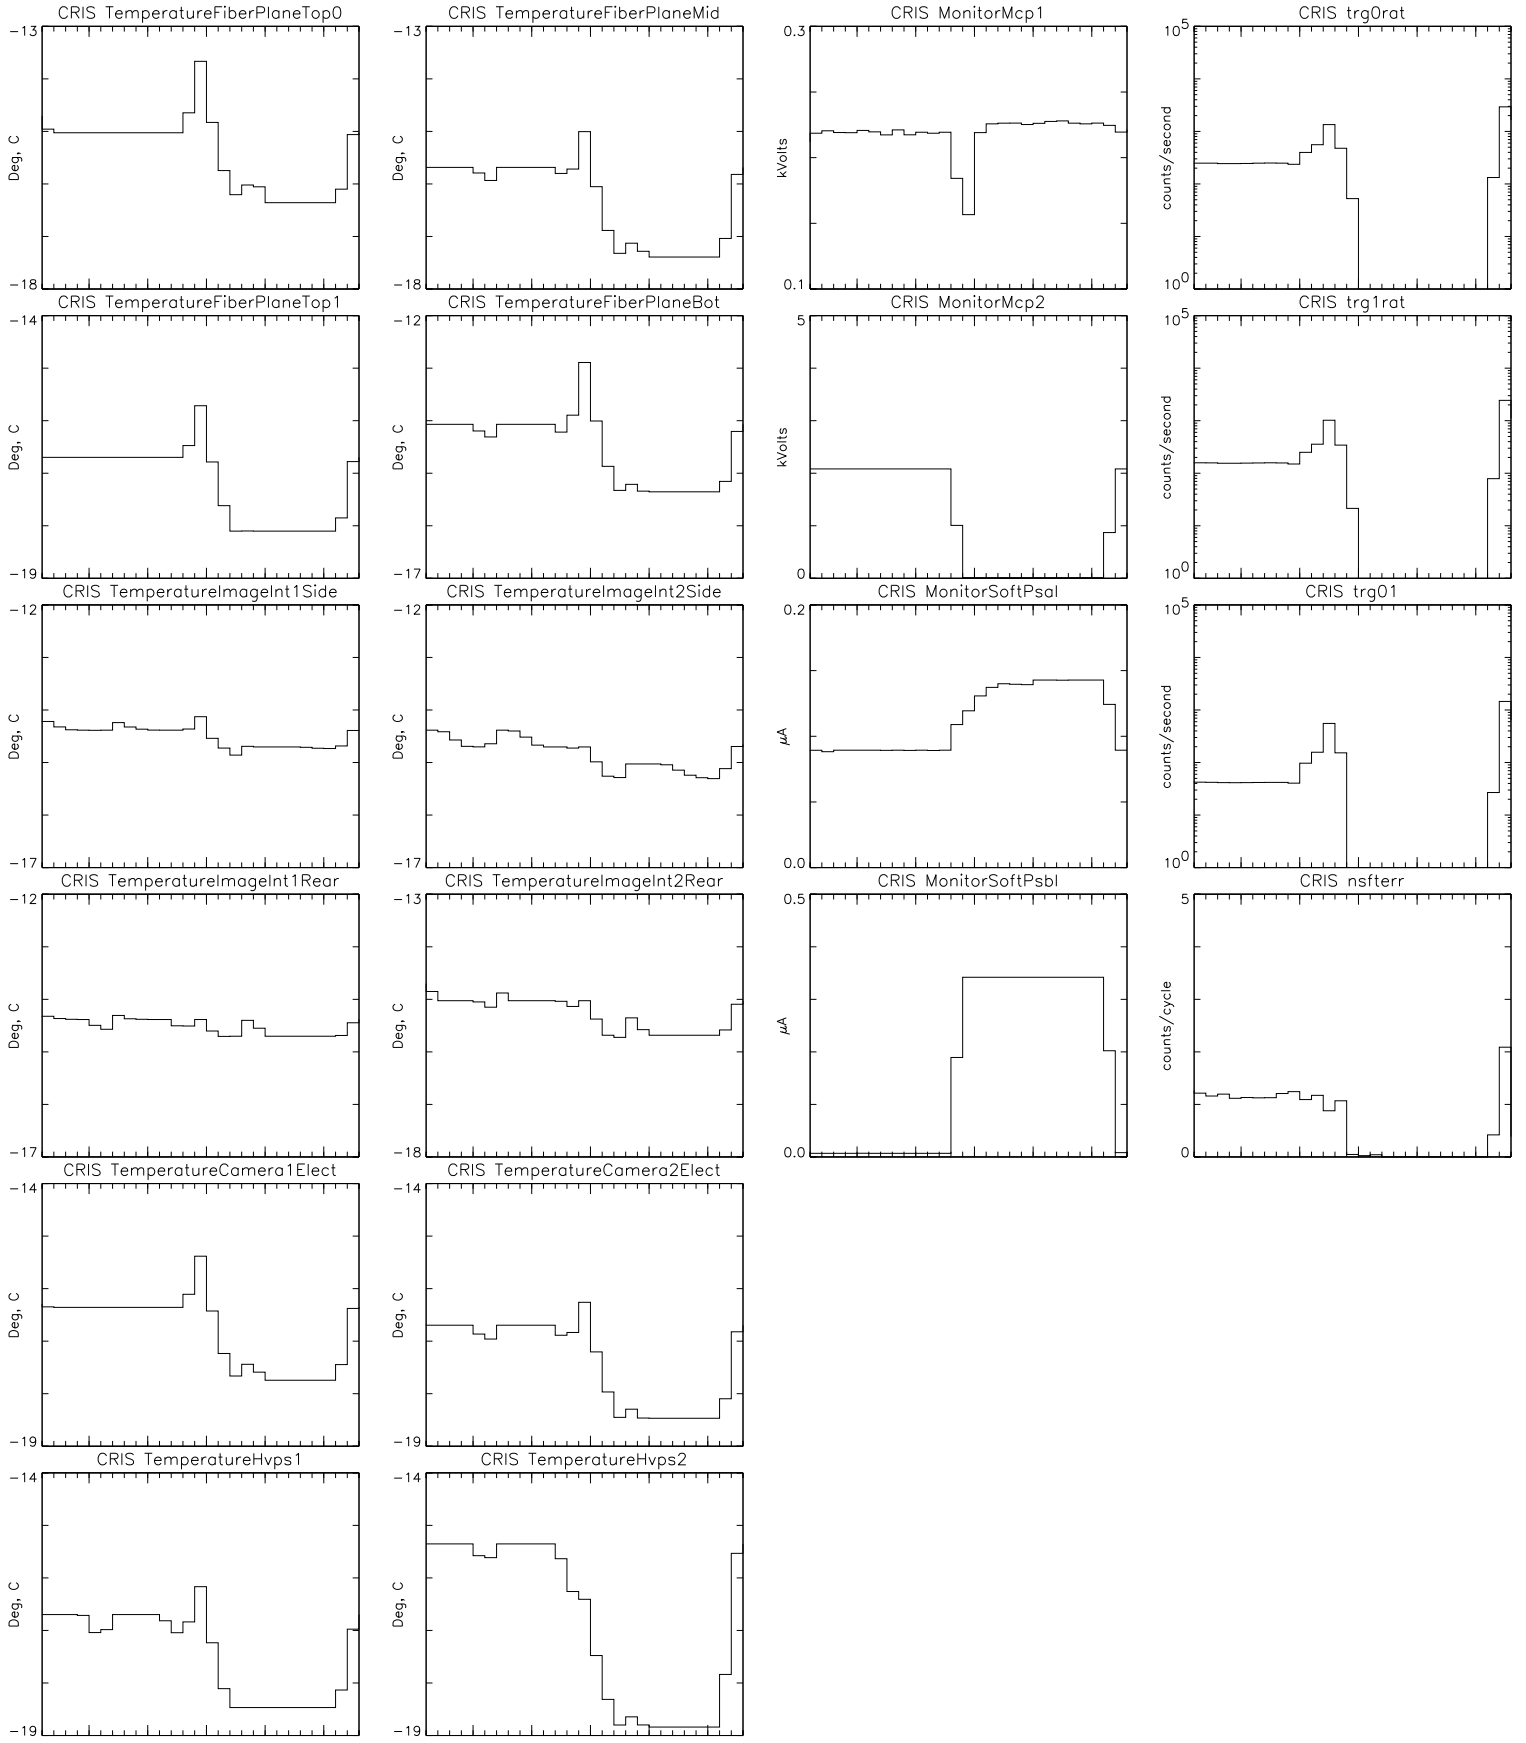 CRIS TemperatureFiberPlaneTop0
-13
Deg, C
-18
CRIS TemperatureFiberPlaneMid
-13
Deg, C
-18
CRIS MonitorMcp1
0.3
kVolts
0.1
CRIS trg0rat
10^5
counts/second
10^0
CRIS TemperatureFiberPlaneTop1
-14
Deg, C
-19
CRIS TemperatureFiberPlaneBot
-12
Deg, C
-17
CRIS MonitorMcp2
5
kVolts
0
CRIS trg1rat
10^5
counts/second
10^0
CRIS TemperatureImageInt1Side
-12
Deg, C
-17
CRIS TemperatureImageInt2Side
-12
Deg, C
-17
CRIS MonitorSoftPsaI
0.2
μA
0.0
CRIS trg01
10^5
counts/second
10^0
CRIS TemperatureImageInt1Rear
-12
Deg, C
-17
CRIS TemperatureImageInt2Rear
-13
Deg, C
-18
CRIS MonitorSoftPsbI
0.5
μA
0.0
CRIS nsfterr
5
counts/cycle
0
CRIS TemperatureCamera1Elect
-14
Deg, C
-19
CRIS TemperatureCamera2Elect
-14
Deg, C
-19
CRIS TemperatureHvps1
-14
Deg, C
-19
CRIS TemperatureHvps2
-14
Deg, C
-19